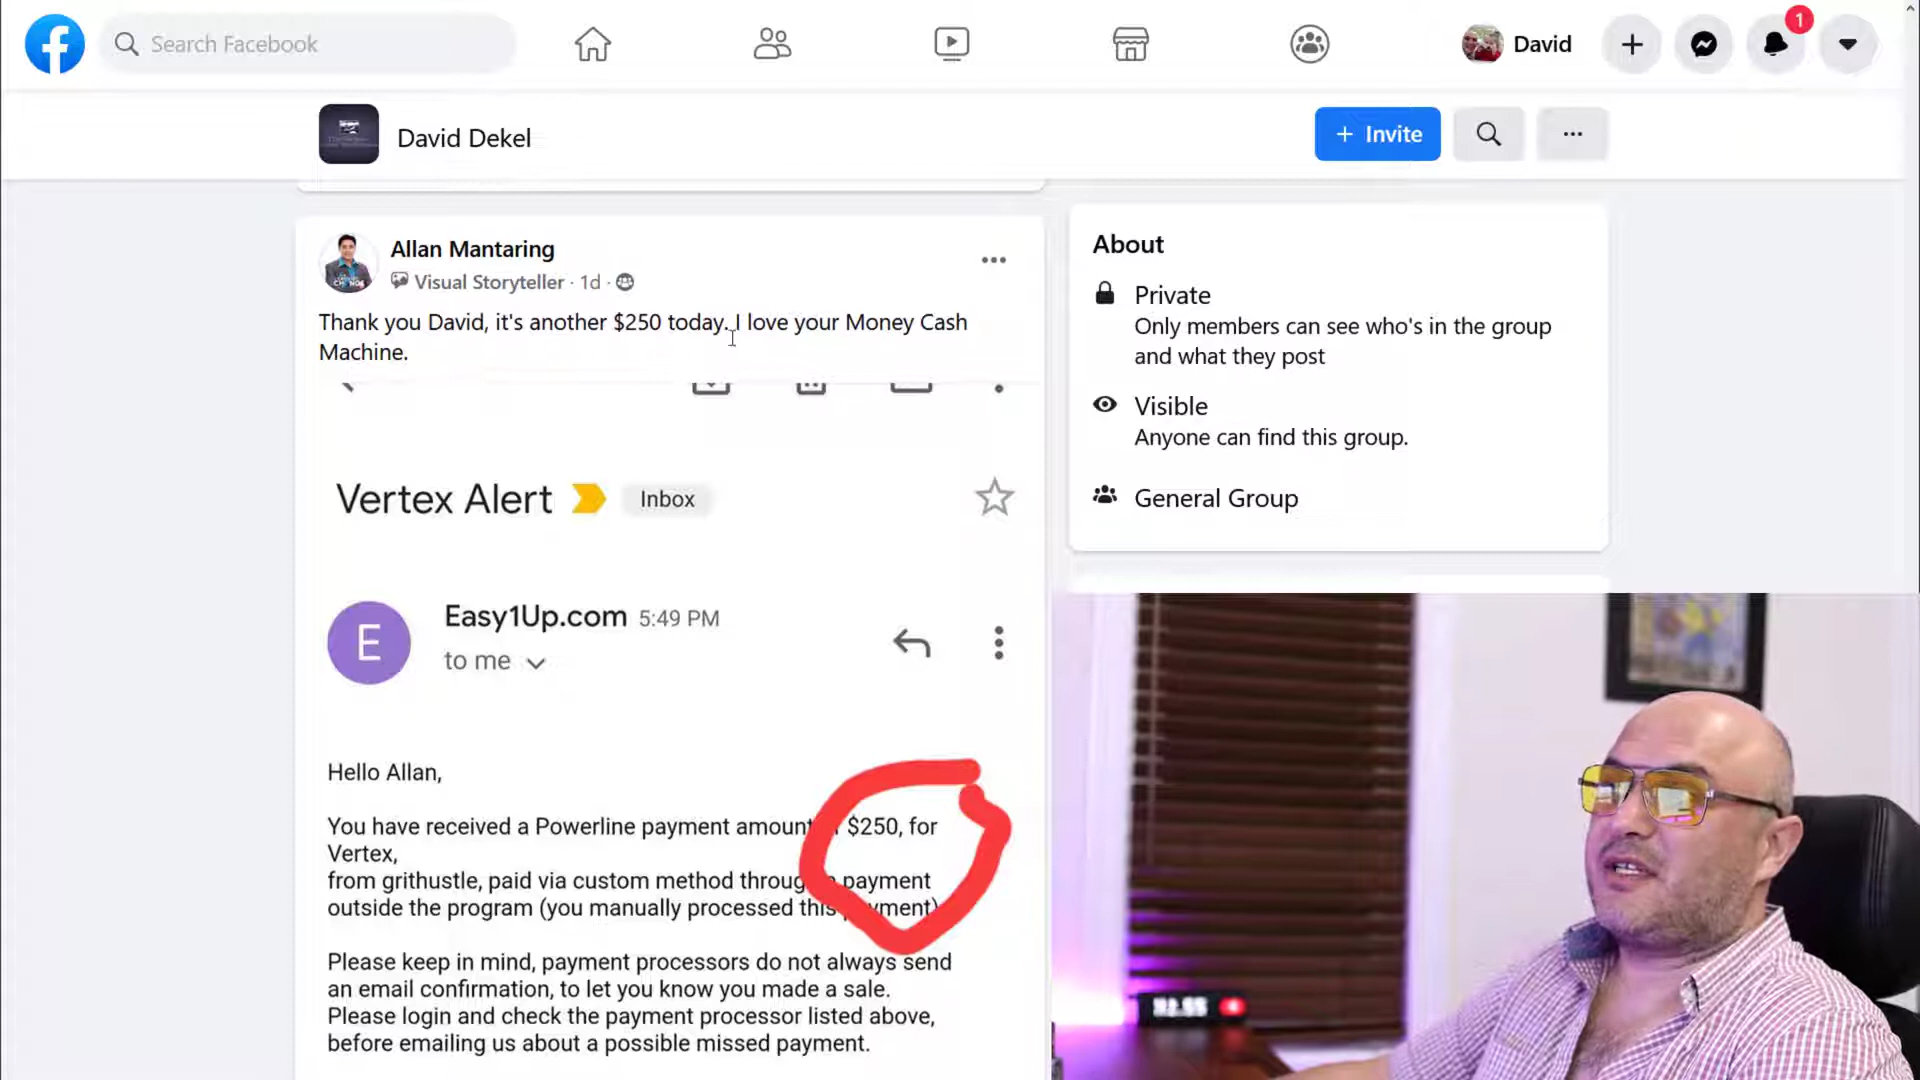 Search Facebook
David
1
David Dekel
+ Invite
Allan Mantaring
Visual Storyteller · 1d ·
Thank you David, it's another $250 today. I love your Money Cash
Machine.
Vertex Alert
Inbox
E
Easy1Up.com 5:49 PM
to me
Hello Allan,
You have received a Powerline payment amount $250, for
Vertex,
from grithustle, paid via custom method through payment
outside the program (you manually processed this payment)
Please keep in mind, payment processors do not always send
an email confirmation, to let you know you made a sale.
Please login and check the payment processor listed above,
before emailing us about a possible missed payment.
About
Private
Only members can see who's in the group
and what they post
Visible
Anyone can find this group.
General Group